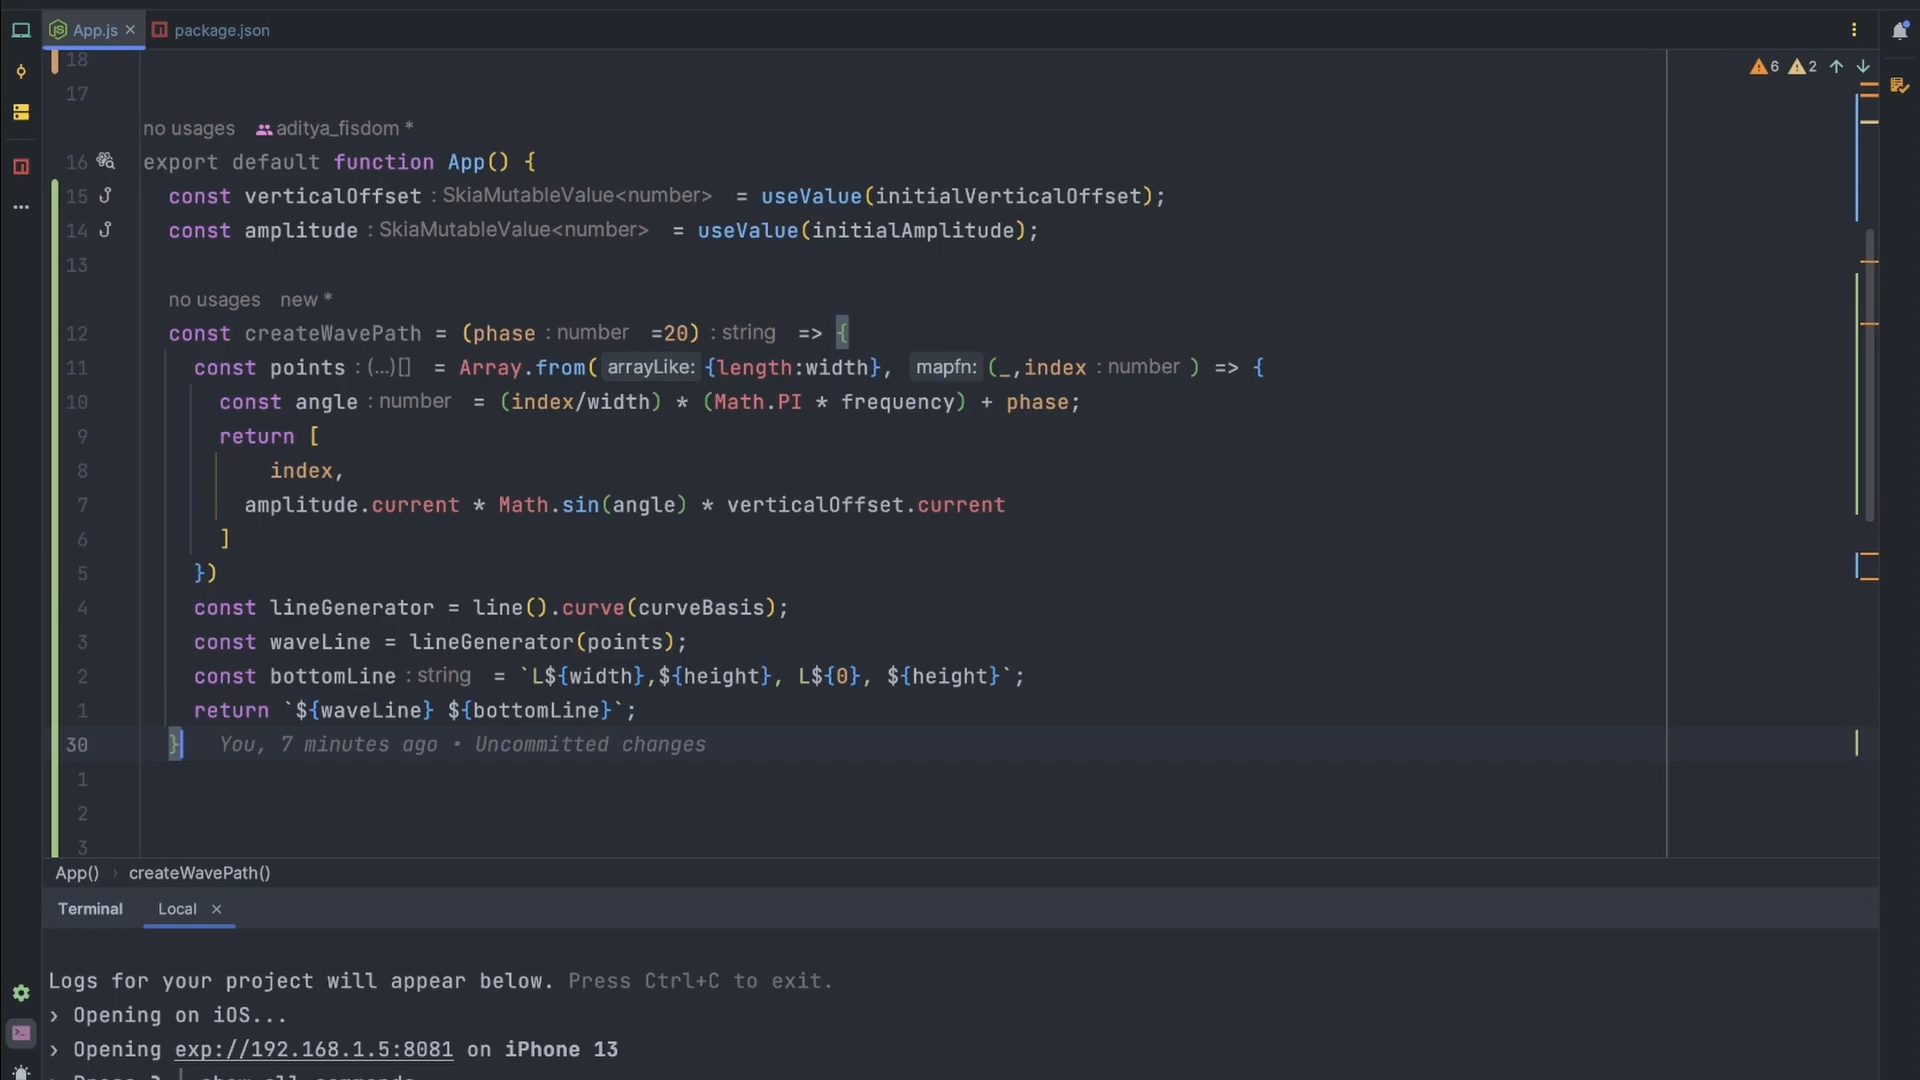 App.js
package.json
18
17
6 2
no usages aditya_fisdom *
16 export default function App() {
15 const verticalOffset : SkiaMutableValue<number> = useValue(initialVerticalOffset);
14 const amplitude : SkiaMutableValue<number> = useValue(initialAmplitude);
13
no usages new *
12 const createWavePath = (phase : number =20) : string => {
11 const points : (...)[] = Array.from( arrayLike: {length:width}, mapfn: (_,index : number ) => {
10 const angle : number = (index/width) * (Math.PI * frequency) + phase;
9 return [
8 index,
7 amplitude.current * Math.sin(angle) * verticalOffset.current
6 ]
5 })
4 const lineGenerator = line().curve(curveBasis);
3 const waveLine = lineGenerator(points);
2 const bottomLine : string = `L${width},${height}, L${0}, ${height}`;
1 return `${waveLine} ${bottomLine}`;
30 } You, 7 minutes ago • Uncommitted changes
1
2
3
App() › createWavePath()
Terminal Local ×
Logs for your project will appear below. Press Ctrl+C to exit.
› Opening on iOS...
› Opening exp://192.168.1.5:8081 on iPhone 13
› Press ? │ show all commands